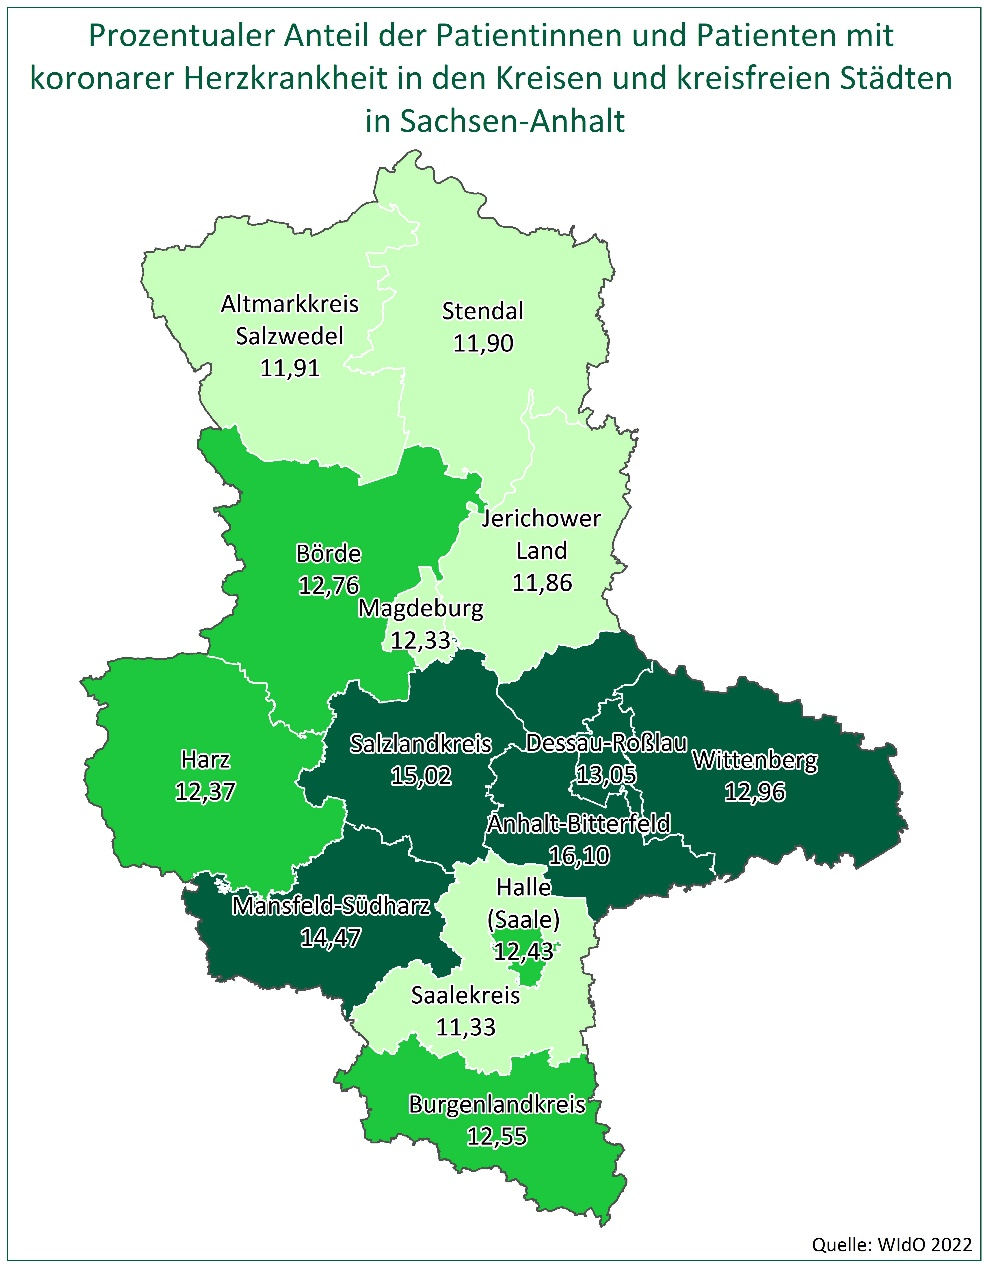 Prozentualer Anteil der Patientinnen und Patienten mit
koronarer Herzkrankheit in den Kreisen und kreisfreien Städten
in Sachsen-Anhalt
Altmarkkreis
Salzwedel
11,91
Stendal
11,90
Jerichower
Land
11,86
Börde
12,76
Magdeburg
12,33
Harz
12,37
Salzlandkreis
15,02
Dessau-Roßlau
13,05
Wittenberg
12,96
Anhalt-Bitterfeld
16,10
Mansfeld-Südharz
14,47
Halle
(Saale)
12,43
Saalekreis
11,33
Burgenlandkreis
12,55
Quelle: WIdO 2022